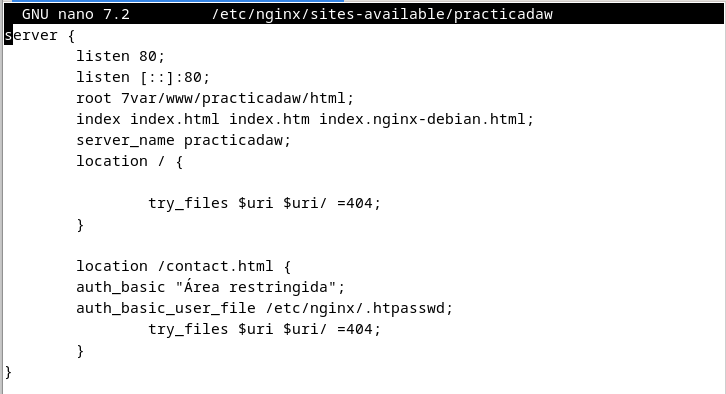 GNU nano 7.2 /etc/nginx/sites-available/practicadaw
server {
listen 80;
listen [::]:80;
root 7var/www/practicadaw/html;
index index.html index.htm index.nginx-debian.html;
server_name practicadaw;
location / {
try_files $uri $uri/ =404;
}
location /contact.html {
auth_basic "Área restringida";
auth_basic_user_file /etc/nginx/.htpasswd;
try_files $uri $uri/ =404;
}
}